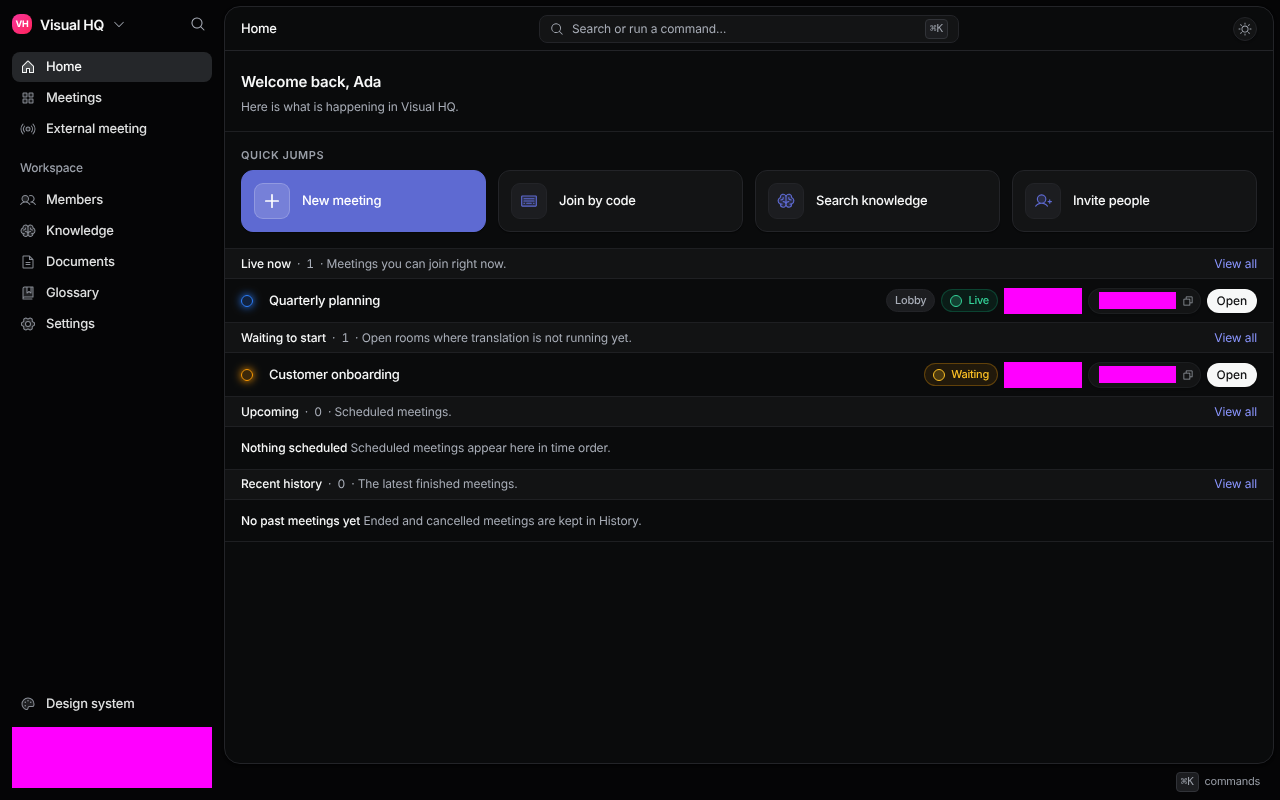 VH Visual HQ
Home
Meetings
External meeting
Workspace
Members
Knowledge
Documents
Glossary
Settings
Design system
Home
Search or run a command... ⌘K
Welcome back, Ada
Here is what is happening in Visual HQ.
QUICK JUMPS
New meeting
Join by code
Search knowledge
Invite people
Live now · 1 · Meetings you can join right now. View all
Quarterly planning Lobby Live Open
Waiting to start · 1 · Open rooms where translation is not running yet. View all
Customer onboarding Waiting Open
Upcoming · 0 · Scheduled meetings. View all
Nothing scheduled Scheduled meetings appear here in time order.
Recent history · 0 · The latest finished meetings. View all
No past meetings yet Ended and cancelled meetings are kept in History.
⌘K commands